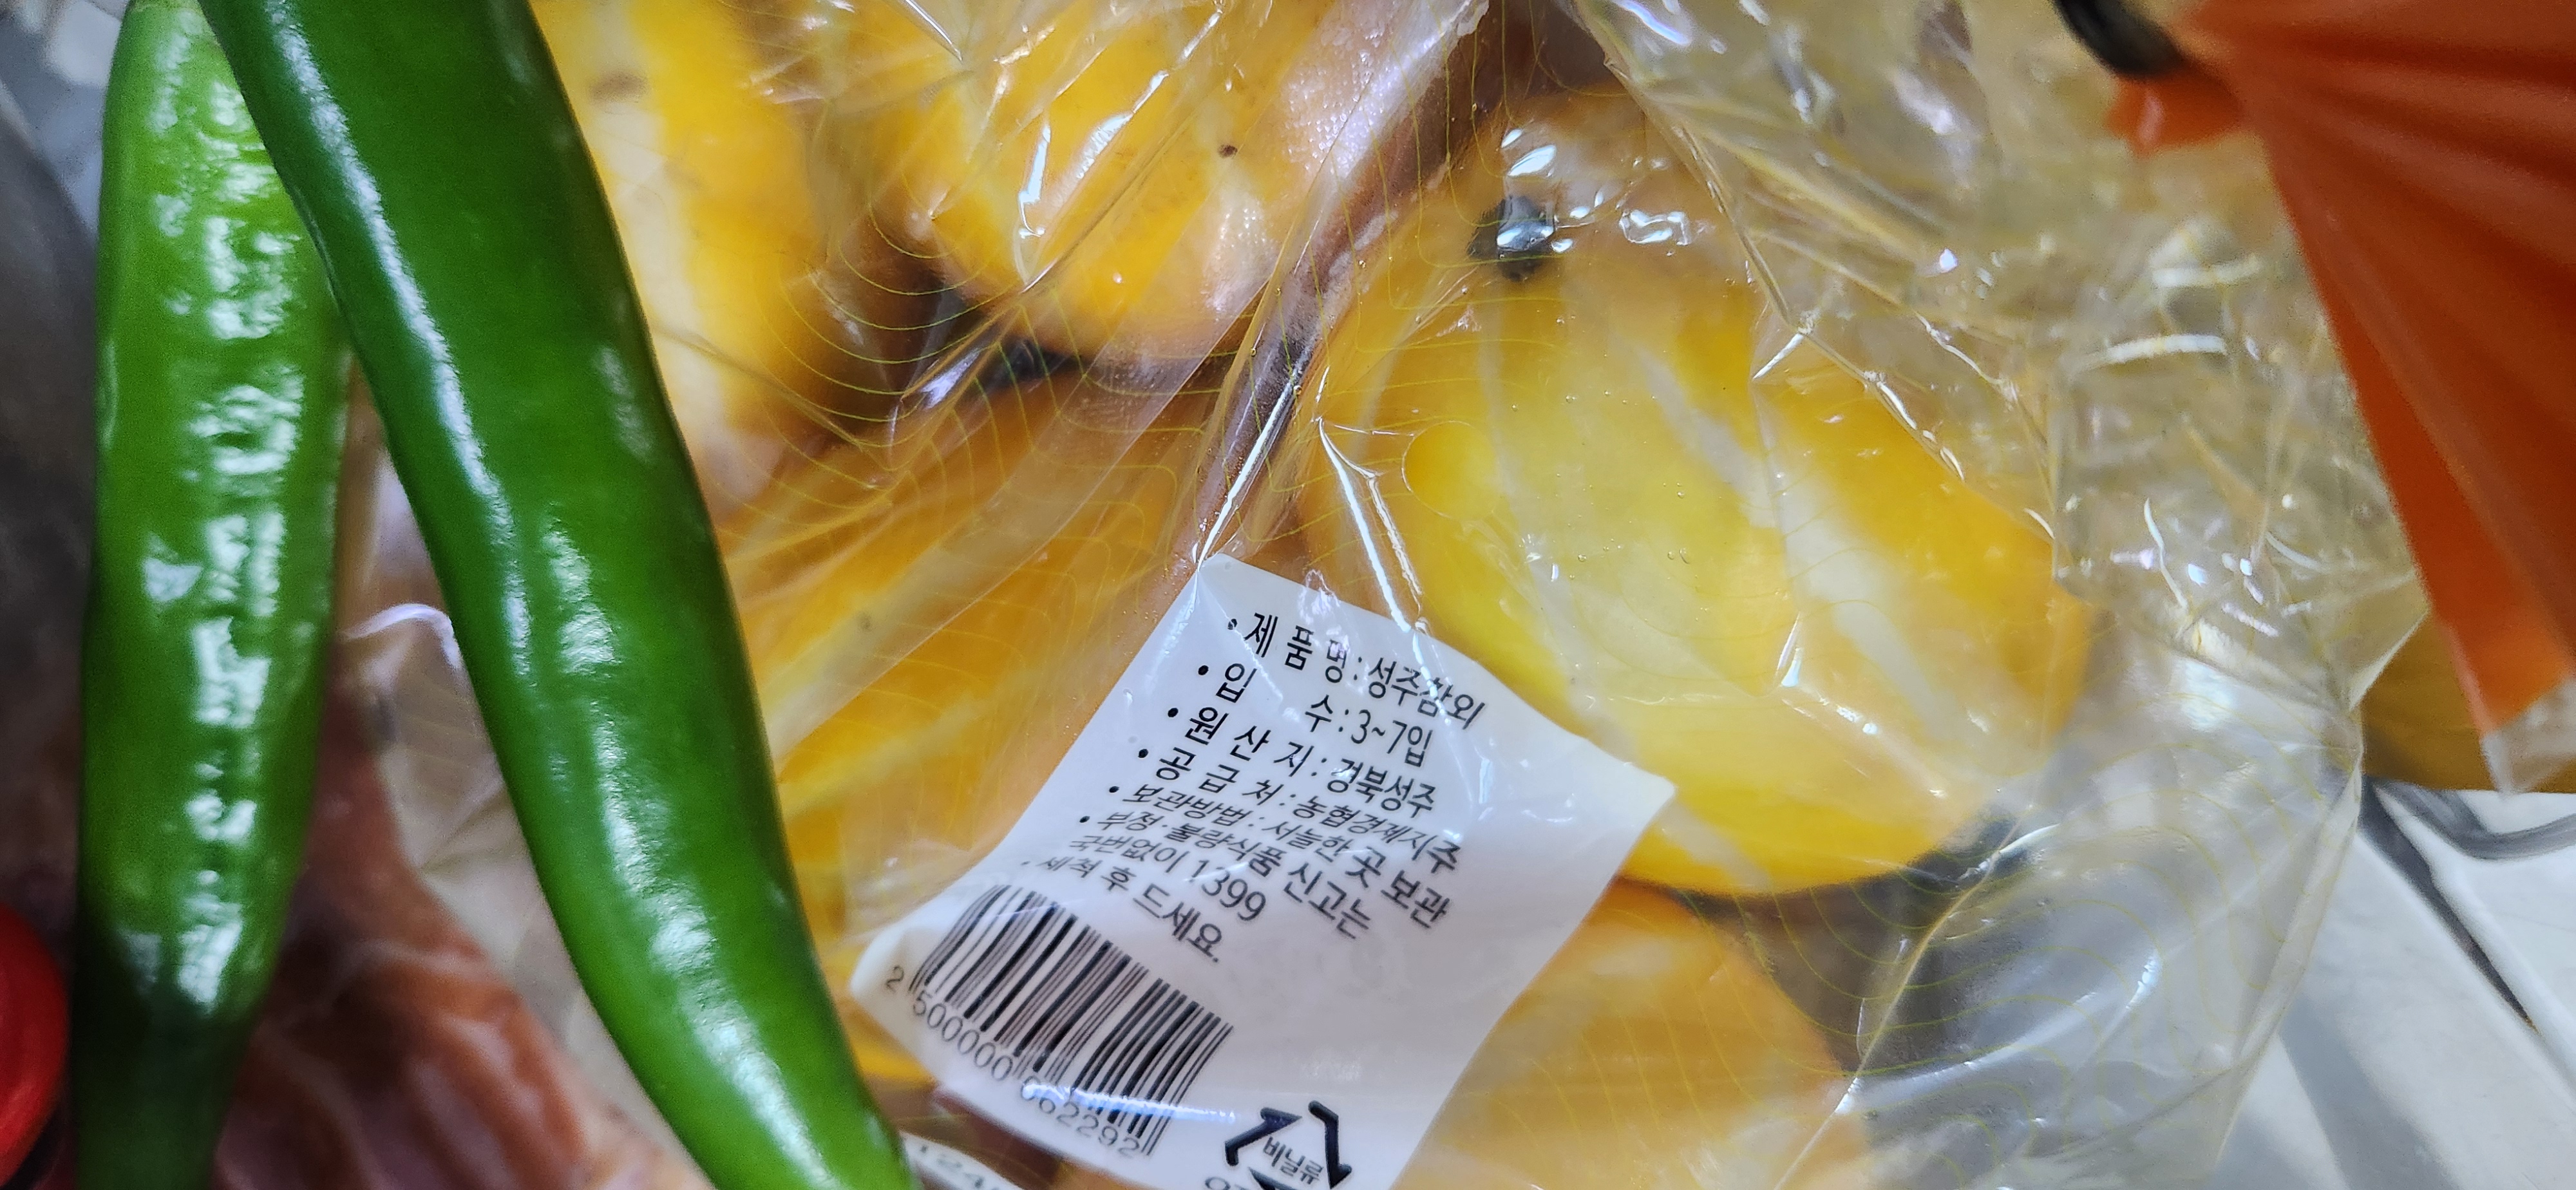 • 제 품 명 : 성주참외
• 입 수 : 3~7입
• 원 산 지 : 경북성주
• 공 급 처 : 농협경제지주
• 보관방법 : 서늘한 곳 보관
• 부정·불량식품 신고는
국번없이 1399
• 세척 후 드세요.
2 500000 062292
비닐류